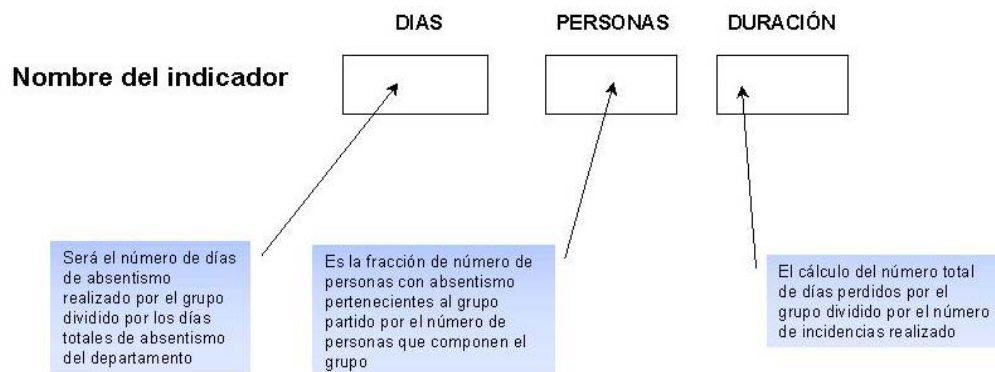 DIAS PERSONAS DURACIÓN
Nombre del indicador
Será el número de días
de absentismo
realizado por el grupo
dividido por los días
totales de absentismo
del departamento
Es la fracción de número de
personas con absentismo
pertenecientes al grupo
partido por el número de
personas que componen el
grupo
El cálculo del número total
de días perdidos por el
grupo dividido por el número
de incidencias realizado